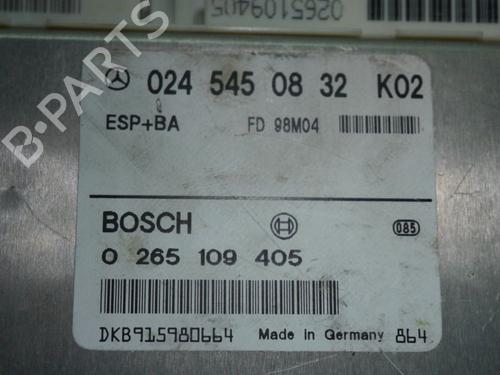 0265109405
024 545 08 32 K02
ESP+BA FD 98M04
BOSCH 085
0 265 109 405
DKB915980664 Made in Germany 864